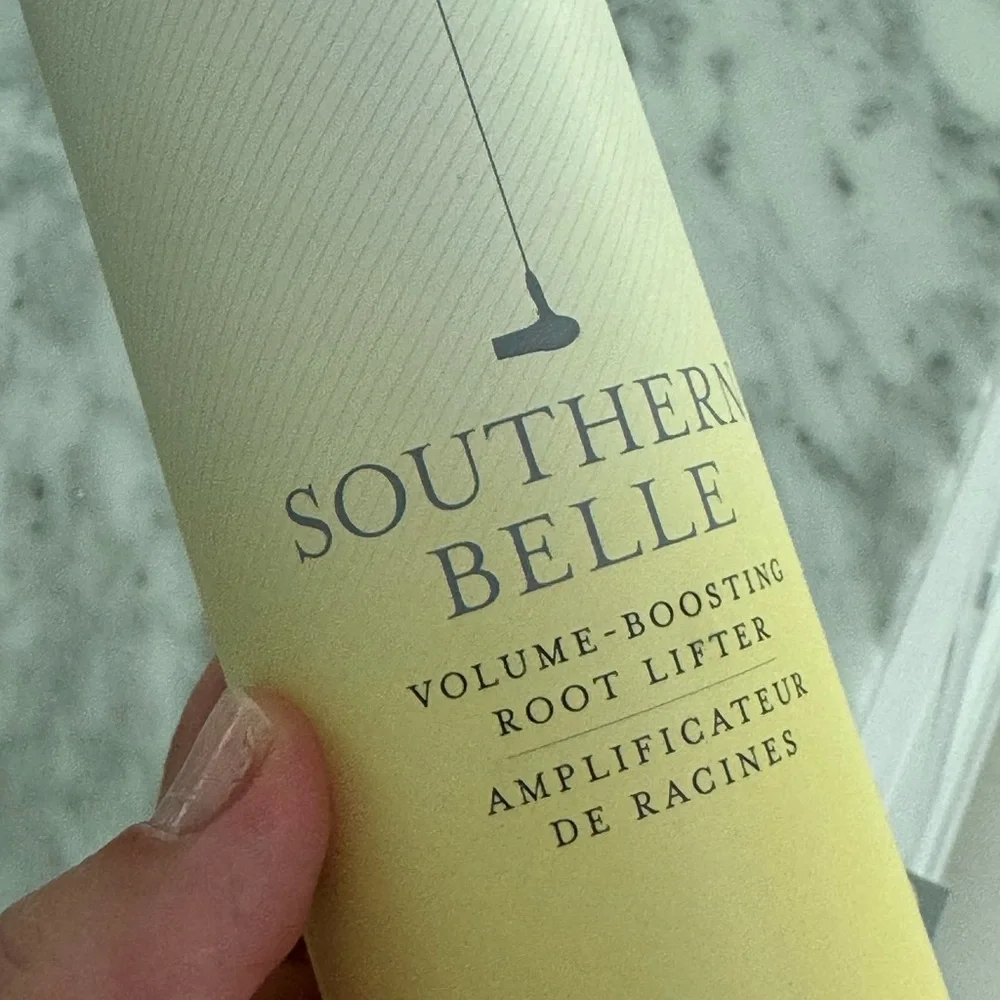 SOUTHERN
BELLE
VOLUME-BOOSTING
ROOT LIFTER
AMPLIFICATEUR
DE RACINES